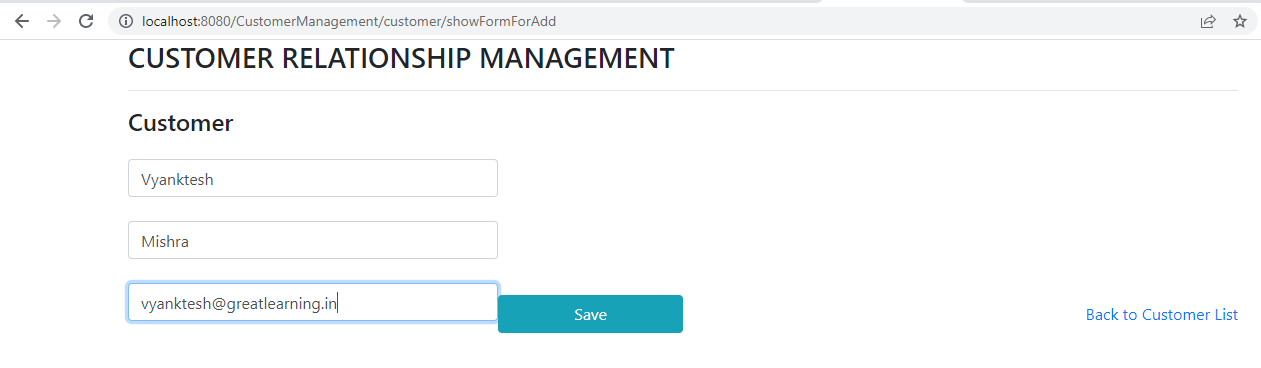 localhost:8080/CustomerManagement/customer/showFormForAdd
CUSTOMER RELATIONSHIP MANAGEMENT
Customer
Vyanktesh
Mishra
vyanktesh@greatlearning.in
Save
Back to Customer List